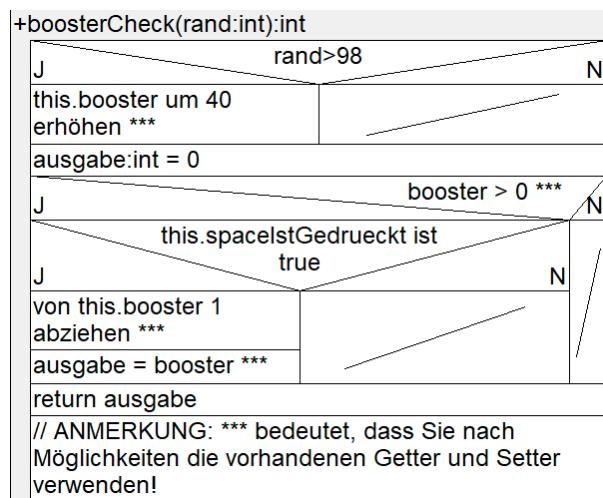 +boosterCheck(rand:int):int
rand>98
J N
this.booster um 40
erhöhen ***
ausgabe:int = 0
booster > 0 ***
J N
this.spaceIstGedrueckt ist
true
J N
von this.booster 1
abziehen ***
ausgabe = booster ***
return ausgabe
// ANMERKUNG: *** bedeutet, dass Sie nach
Möglichkeiten die vorhandenen Getter und Setter
verwenden!